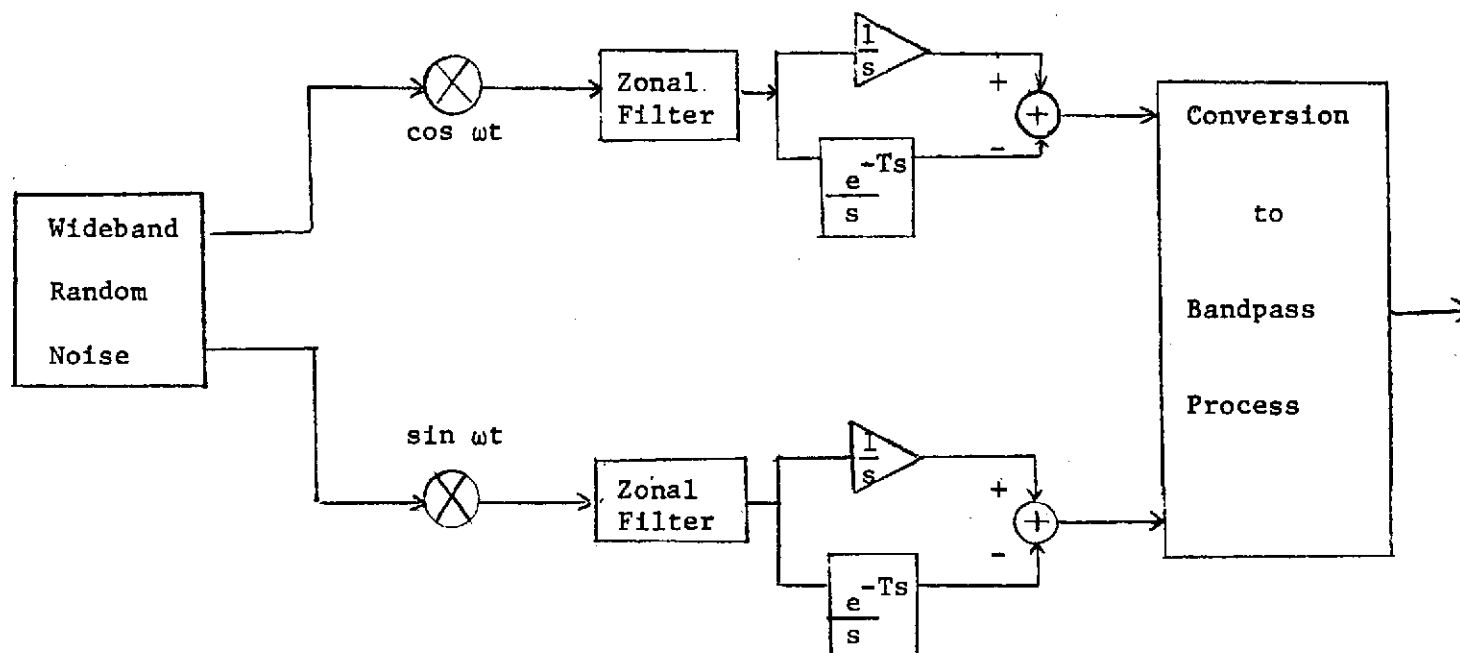 Wideband
Random
Noise
cos ωt
Zonal
Filter
1
s
e-Ts
s
+
-
+
sin ωt
Zonal
Filter
1
s
e-Ts
s
+
-
+
Conversion
to
Bandpass
Process